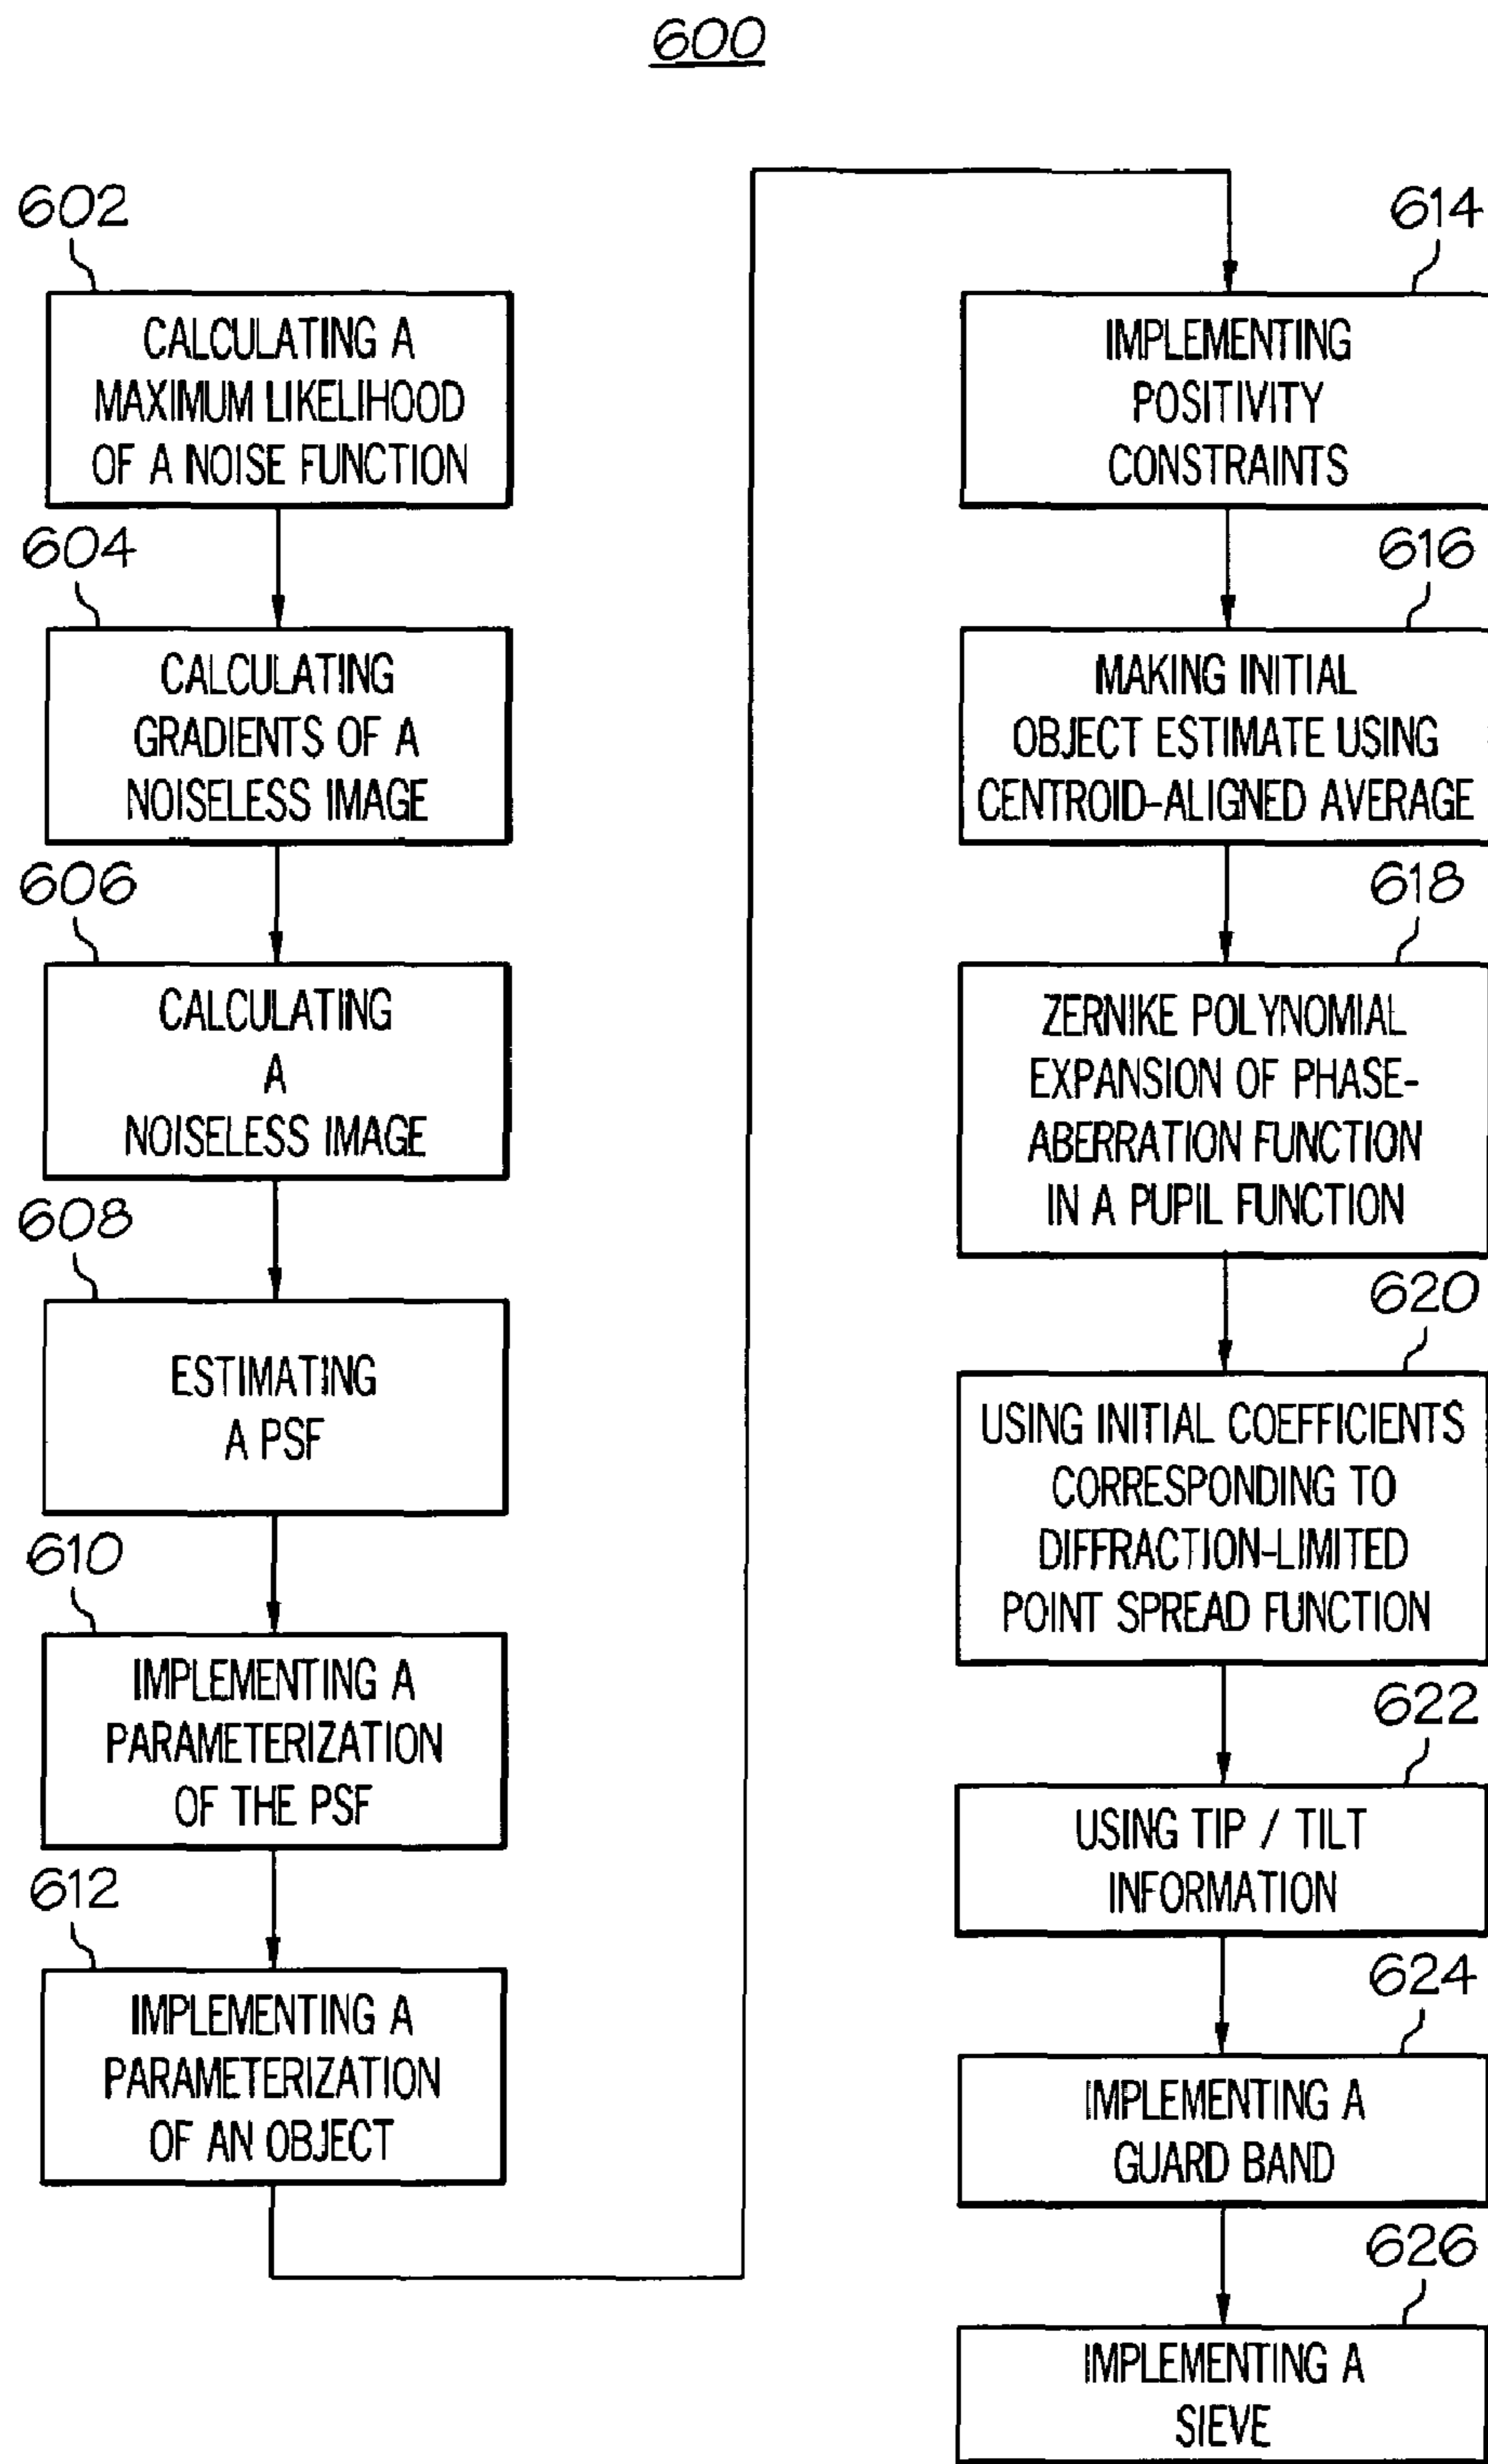 600
602
CALCULATING A
MAXIMUM LIKELIHOOD
OF A NOISE FUNCTION
604
CALCULATING
GRADIENTS OF A
NOISELESS IMAGE
606
CALCULATING
A
NOISELESS IMAGE
608
ESTIMATING
A PSF
610
IMPLEMENTING A
PARAMETERIZATION
OF THE PSF
612
IMPLEMENTING A
PARAMETERIZATION
OF AN OBJECT
614
IMPLEMENTING
POSITIVITY
CONSTRAINTS
616
MAKING INITIAL
OBJECT ESTIMATE USING
CENTROID-ALIGNED AVERAGE
618
ZERNIKE POLYNOMIAL
EXPANSION OF PHASE-
ABERRATION FUNCTION
IN A PUPIL FUNCTION
620
USING INITIAL COEFFICIENTS
CORRESPONDING TO
DIFFRACTION-LIMITED
POINT SPREAD FUNCTION
622
USING TIP / TILT
INFORMATION
624
IMPLEMENTING A
GUARD BAND
626
IMPLEMENTING A
SIEVE